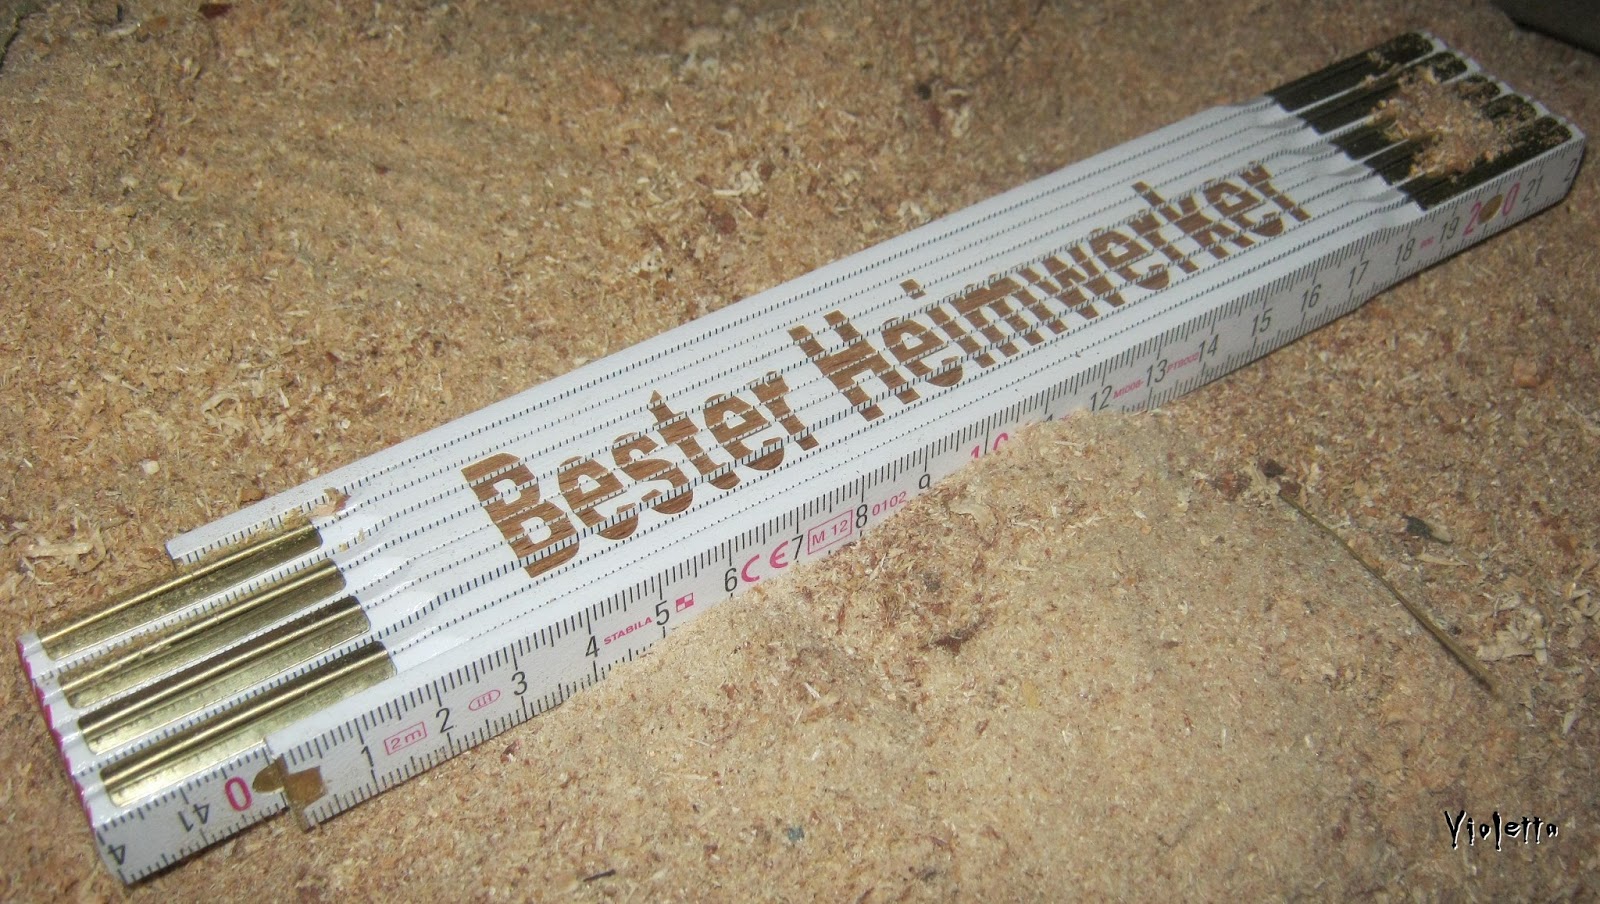 Bester Heimwerker
41 0 1 2m 2 III 3 4 STABILA 5 6 CE 7 M 12 8 0102 9 10 12 13 14 15 16 17 18 19 20 21
4
Violetta